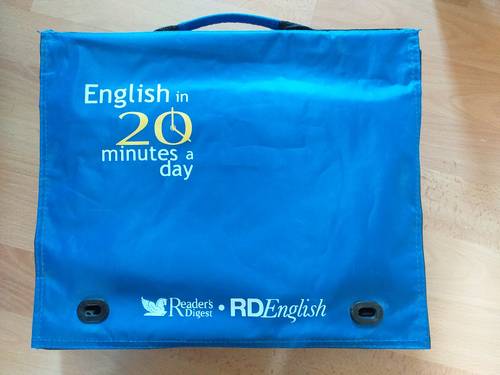 English in
20
minutes a
day
Reader's
Digest • RDEnglish